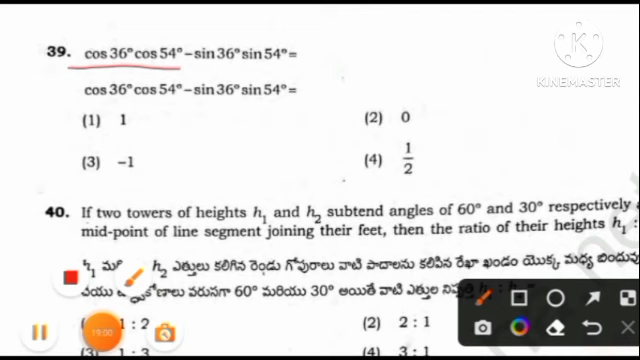 39. cos 36° cos 54° – sin 36° sin 54° =
cos 36° cos 54° – sin 36° sin 54° =
(1) 1 (2) 0
(3) –1 (4) 1/2
40. If two towers of heights h₁ and h₂ subtend angles of 60° and 30° respectively
mid-point of line segment joining their feet, then the ratio of their heights h₁ :
h₂ ఎత్తులు కలిగిన రెండు గోపురాలు వాటి పాదాలను కలిపిన రేఖా ఖండం యొక్క మధ్య బిందువు
వరుసగా 60° మరియు 30° అయితే వాటి ఎత్తుల
1 : 2 (2) 2 : 1
(3) 1 : 3 (4) 3 : 1
KINEMASTER
19:00